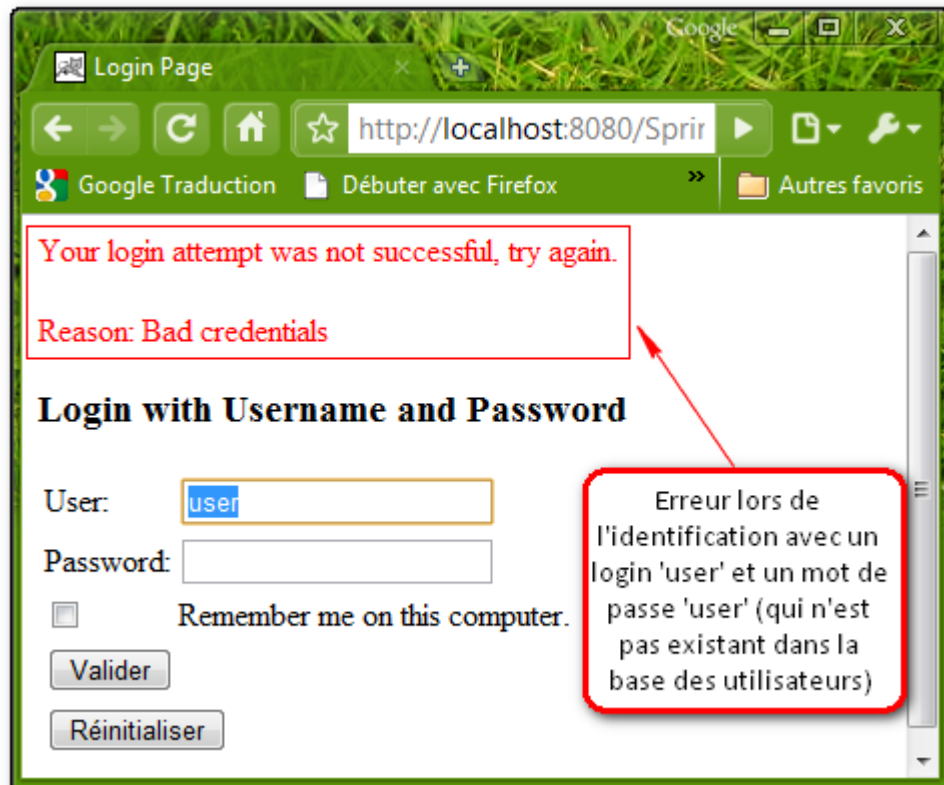 Google
Login Page
http://localhost:8080/Sprir
Google Traduction
Débuter avec Firefox
»
Autres favoris
Your login attempt was not successful, try again.
Reason: Bad credentials
Login with Username and Password
User:
user
Password:
Remember me on this computer.
Valider
Réinitialiser
Erreur lors de
l'identification avec un
login 'user' et un mot de
passe 'user' (qui n'est
pas existant dans la
base des utilisateurs)